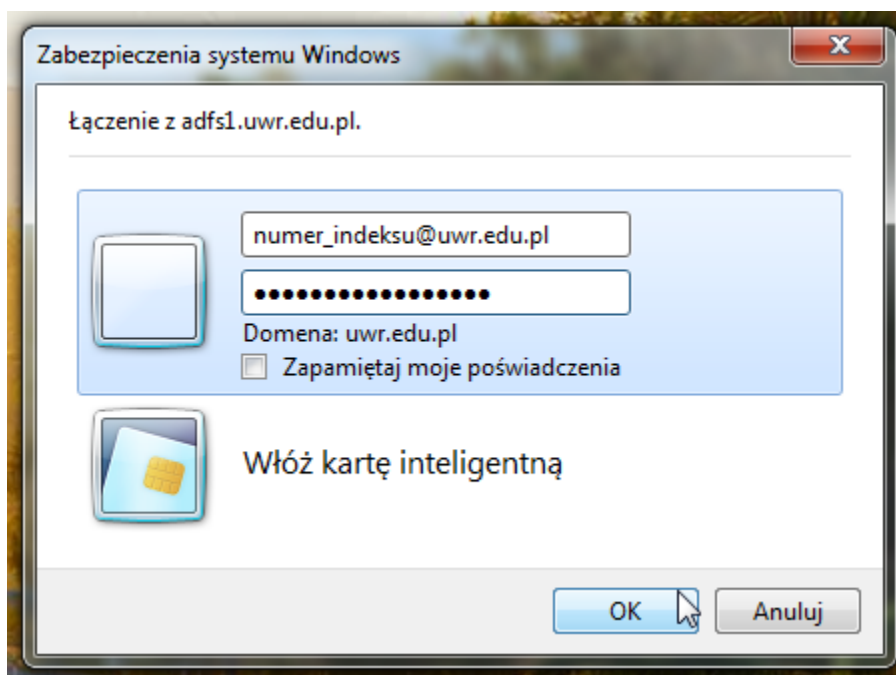 Zabezpieczenia systemu Windows
Łączenie z adfs1.uwr.edu.pl.
numer_indeksu@uwr.edu.pl
●●●●●●●●●●●●●●●●●
Domena: uwr.edu.pl
Zapamiętaj moje poświadczenia
Włóż kartę inteligentną
OK
Anuluj